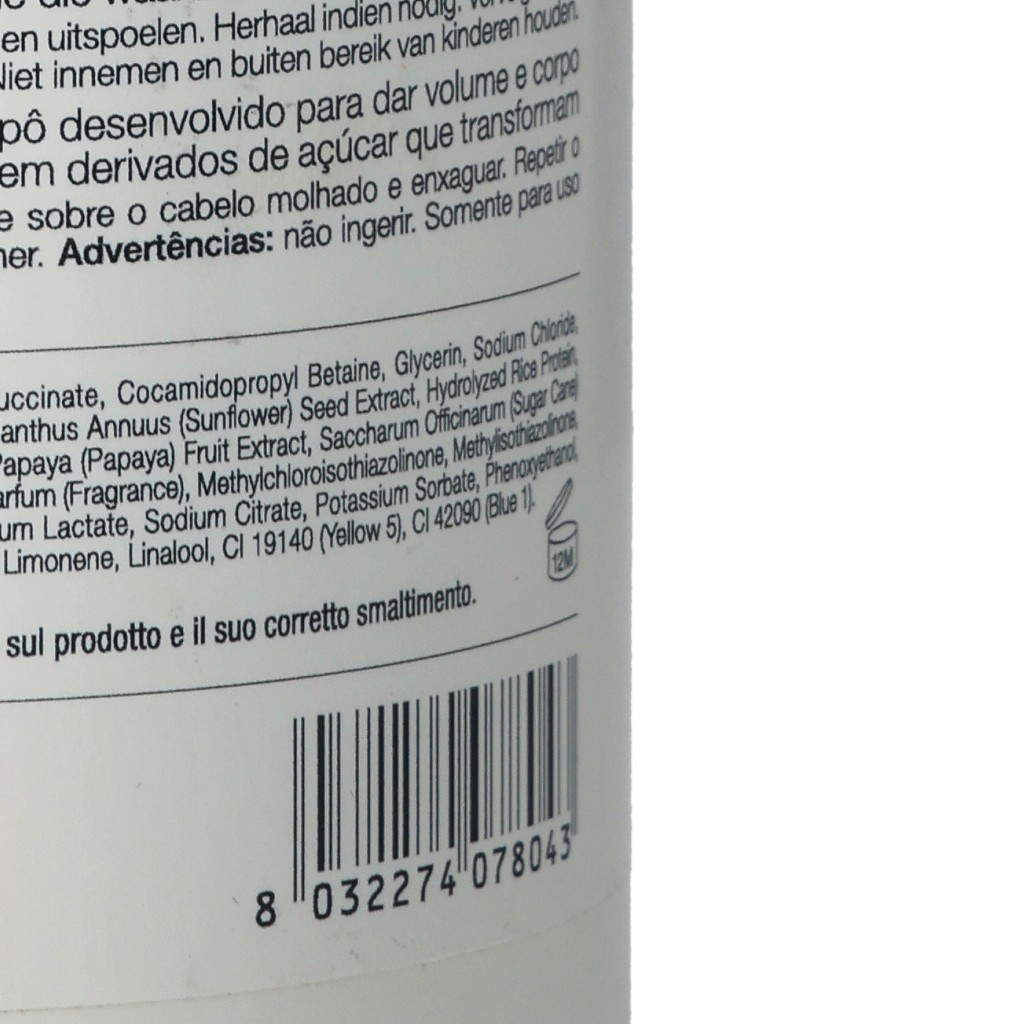 en uitspoelen. Herhaal indien nodig.
Niet innemen en buiten bereik van kinderen houden.
pô desenvolvido para dar volume e corpo
em derivados de açúcar que transformam
e sobre o cabelo molhado e enxaguar. Repetir o
her. Advertências: não ingerir. Somente para uso
uccinate, Cocamidopropyl Betaine, Glycerin, Sodium Chloride,
anthus Annuus (Sunflower) Seed Extract, Hydrolyzed Rice Protein,
Papaya (Papaya) Fruit Extract, Saccharum Officinarum (Sugar Cane)
arfum (Fragrance), Methylchloroisothiazolinone, Methylisothiazolinone,
um Lactate, Sodium Citrate, Potassium Sorbate, Phenoxyethanol,
Limonene, Linalool, CI 19140 (Yellow 5), CI 42090 (Blue 1).
12M
sul prodotto e il suo corretto smaltimento.
8 032274 078043